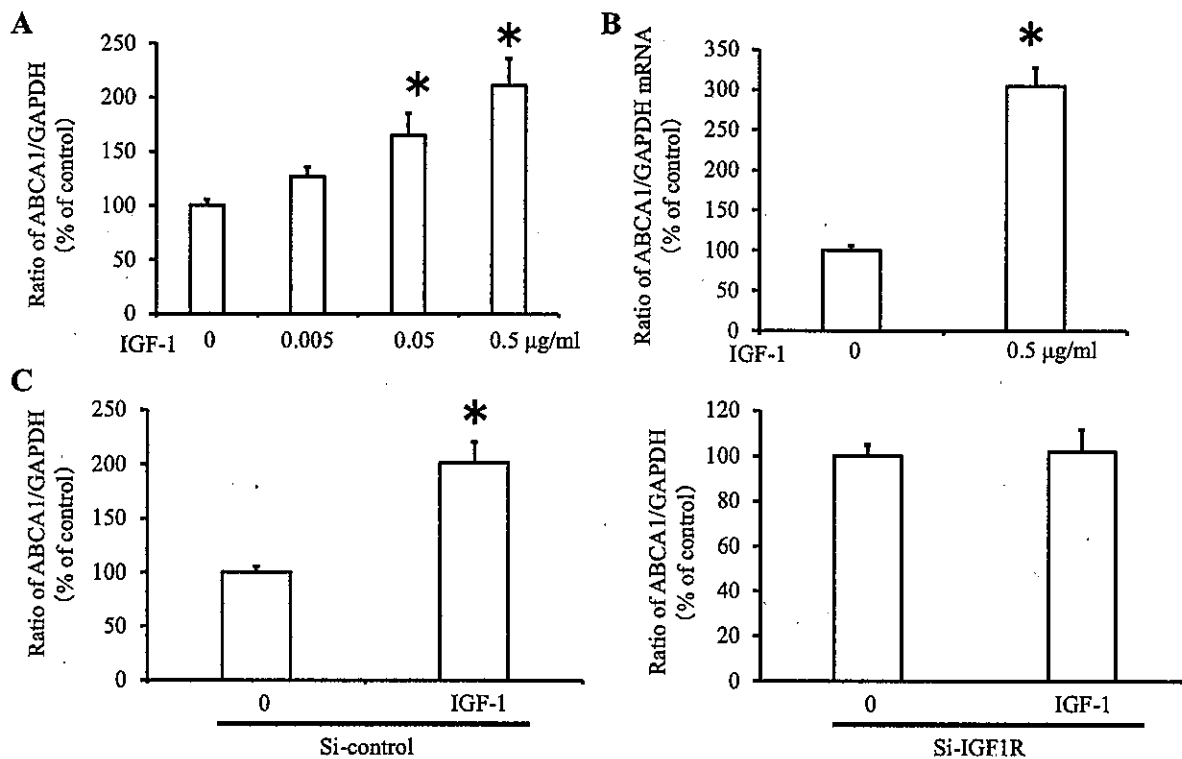 A
Ratio of ABCA1/GAPDH
(% of control)
250
200
150
100
50
0
*
*
IGF-1 0 0.005 0.05 0.5 μg/ml
B
Ratio of ABCA1/GAPDH mRNA
(% of control)
350
300
250
200
150
100
50
0
*
IGF-1 0 0.5 μg/ml
C
Ratio of ABCA1/GAPDH
(% of control)
250
200
150
100
50
0
*
0 IGF-1
Si-control
Ratio of ABCA1/GAPDH
(% of control)
120
100
80
60
40
20
0
0 IGF-1
Si-IGF1R